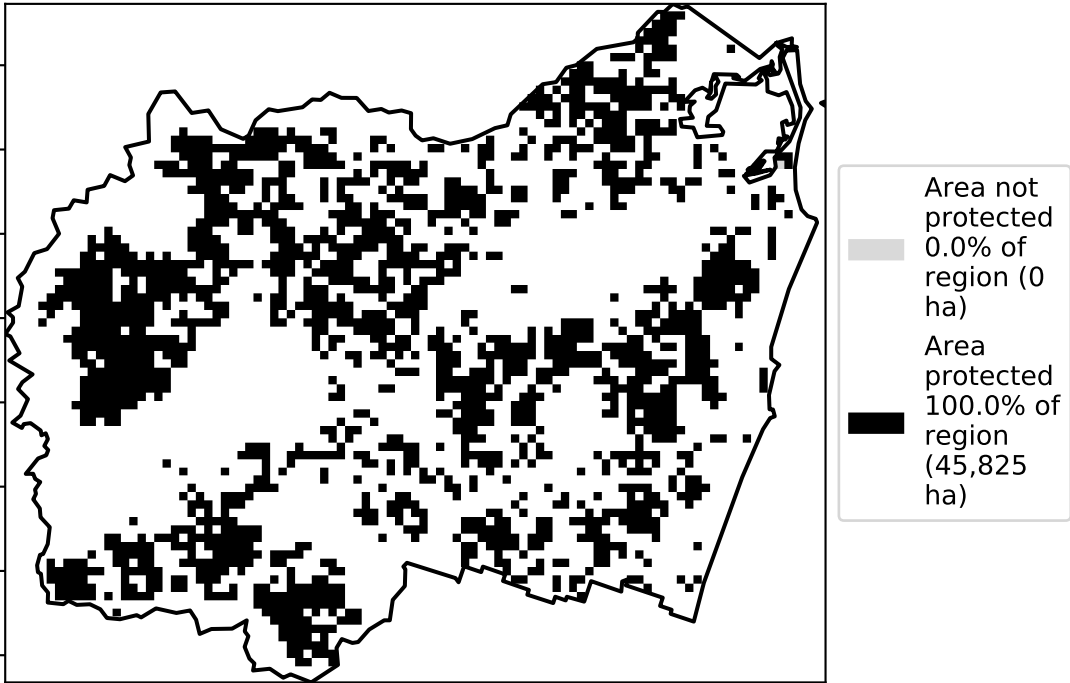 Area not
protected
0.0% of
region (0
ha)
Area
protected
100.0% of
region
(45,825
ha)